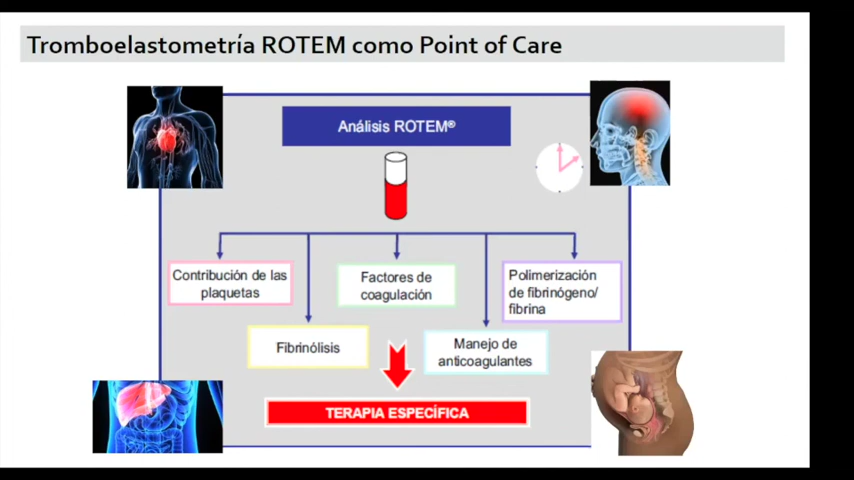 Tromboelastometría ROTEM como Point of Care
Análisis ROTEM®
Contribución de las
plaquetas
Factores de
coagulación
Polimerización
de fibrinógeno/
fibrina
Fibrinólisis
Manejo de
anticoagulantes
TERAPIA ESPECÍFICA